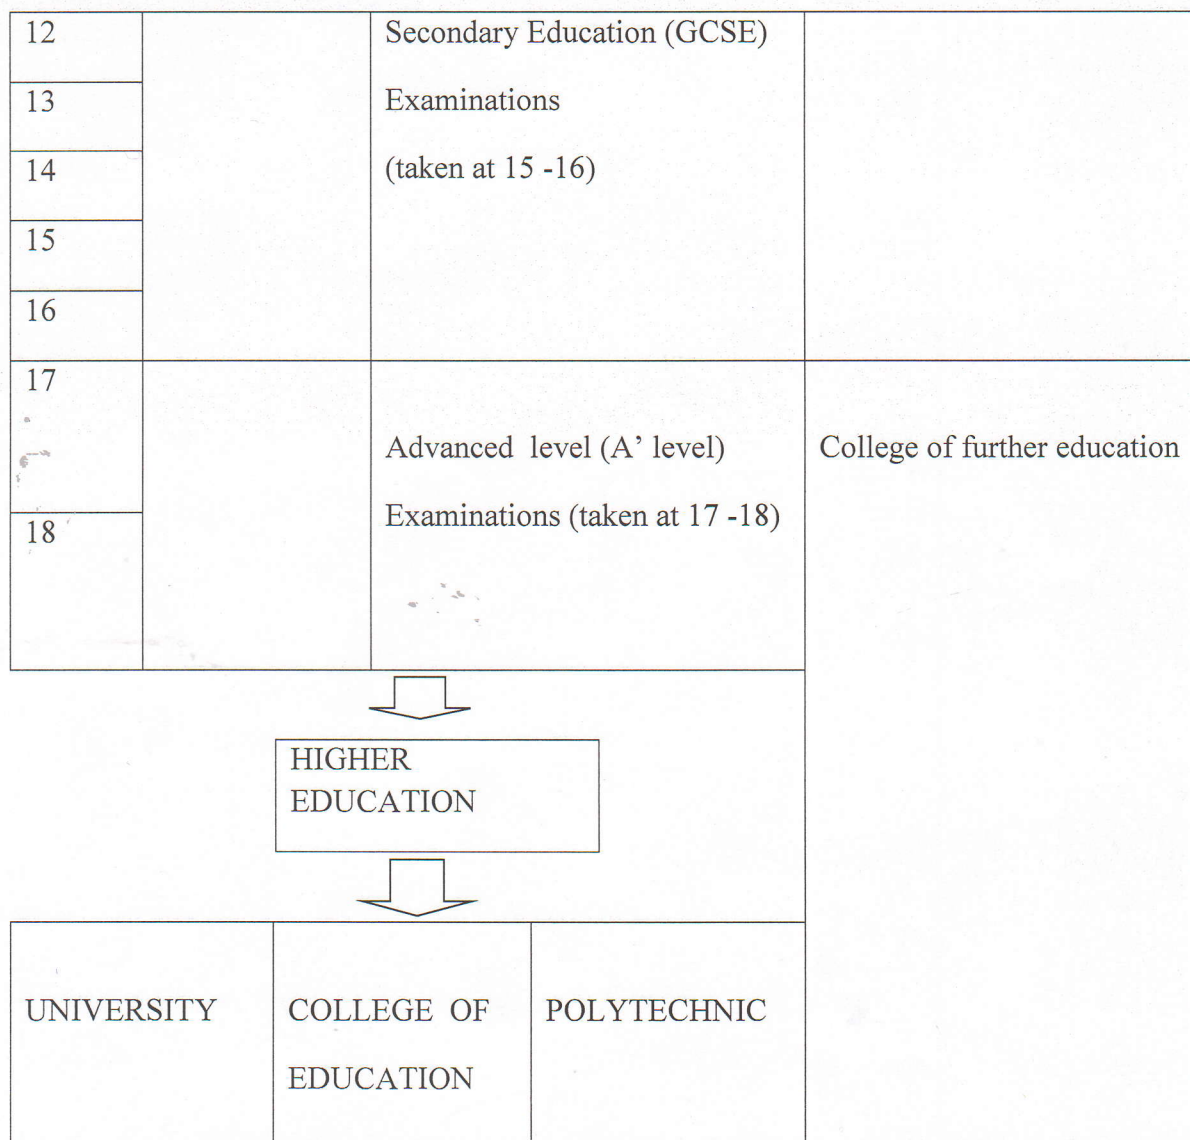 12
Secondary Education (GCSE)
13
Examinations
14
(taken at 15 -16)
15
16
17
Advanced level (A' level)
College of further education
18
Examinations (taken at 17 -18)
HIGHER
EDUCATION
UNIVERSITY
COLLEGE OF
EDUCATION
POLYTECHNIC